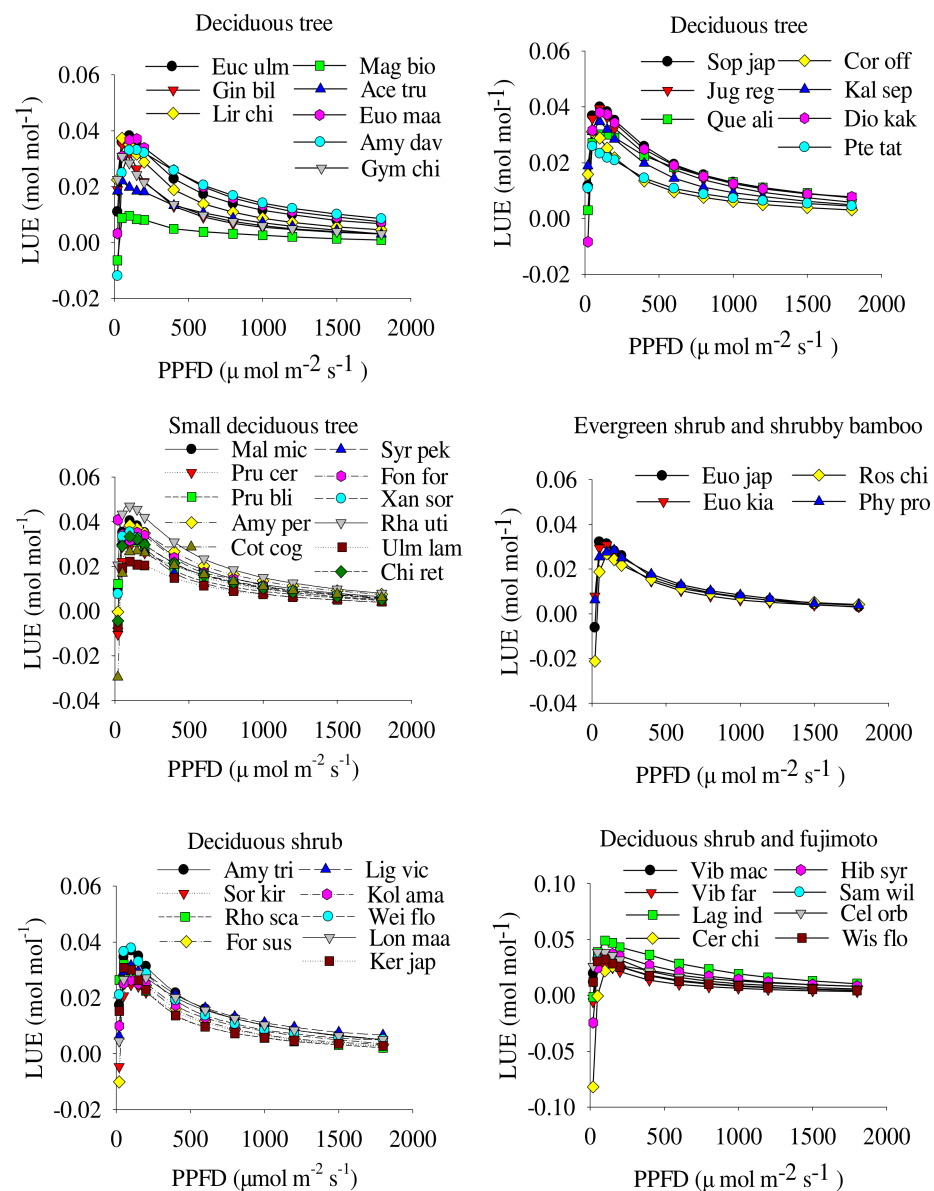 Deciduous tree
Euc ulm
Gin bil
Lir chi
Mag bio
Ace tru
Euo maa
Amy dav
Gym chi
LUE (mol mol-1)
0.06
0.04
0.02
0.00
-0.02
0 500 1000 1500 2000
PPFD (μ mol m-2 s-1 )
Deciduous tree
Sop jap
Jug reg
Que ali
Cor off
Kal sep
Dio kak
Pte tat
LUE (mol mol-1)
0.06
0.04
0.02
0.00
-0.02
0 500 1000 1500 2000
PPFD (μ mol m-2 s-1 )
Small deciduous tree
Mal mic
Pru cer
Pru bli
Amy per
Cot cog
Syr pek
Fon for
Xan sor
Rha uti
Ulm lam
Chi ret
LUE (mol mol-1)
0.06
0.04
0.02
0.00
-0.02
-0.04
0 500 1000 1500 2000
PPFD (μ mol m-2 s-1)
Evergreen shrub and shrubby bamboo
Euo jap
Euo kia
Ros chi
Phy pro
LUE (mol mol-1)
0.06
0.04
0.02
0.00
-0.02
-0.04
0 500 1000 1500 2000
PPFD (μ mol m-2 s-1 )
Deciduous shrub
Amy tri
Sor kir
Rho sca
For sus
Lig vic
Kol ama
Wei flo
Lon maa
Ker jap
LUE (mol mol-1)
0.06
0.04
0.02
0.00
-0.02
0 500 1000 1500 2000
PPFD (μmol m-2 s-1)
Deciduous shrub and fujimoto
Vib mac
Vib far
Lag ind
Cer chi
Hib syr
Sam wil
Cel orb
Wis flo
LUE (mol mol-1)
0.10
0.05
0.00
-0.05
-0.10
0 500 1000 1500 2000
PPFD (μ mol m-2 s-1 )